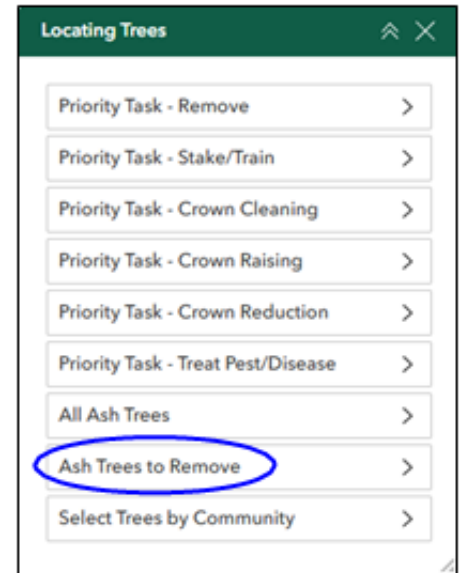 Locating Trees
Priority Task - Remove
Priority Task - Stake/Train
Priority Task - Crown Cleaning
Priority Task - Crown Raising
Priority Task - Crown Reduction
Priority Task - Treat Pest/Disease
All Ash Trees
Ash Trees to Remove
Select Trees by Community